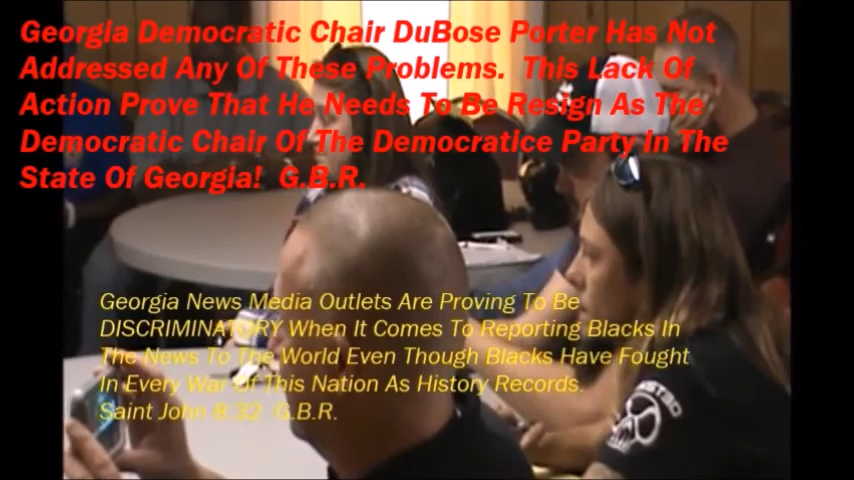 Georgia Democratic Chair DuBose Porter Has Not
Addressed Any Of These Problems.  This Lack Of
Action Prove That He Needs To Be Resign As The
Democratic Chair Of The Democratice Party In The
State Of Georgia!  G.B.R.
Georgia News Media Outlets Are Proving To Be
DISCRIMINATORY When It Comes To Reporting Blacks In
The News To The World Even Though Blacks Have Fought
In Every War Of This Nation As History Records.
Saint John 8:32  G.B.R.